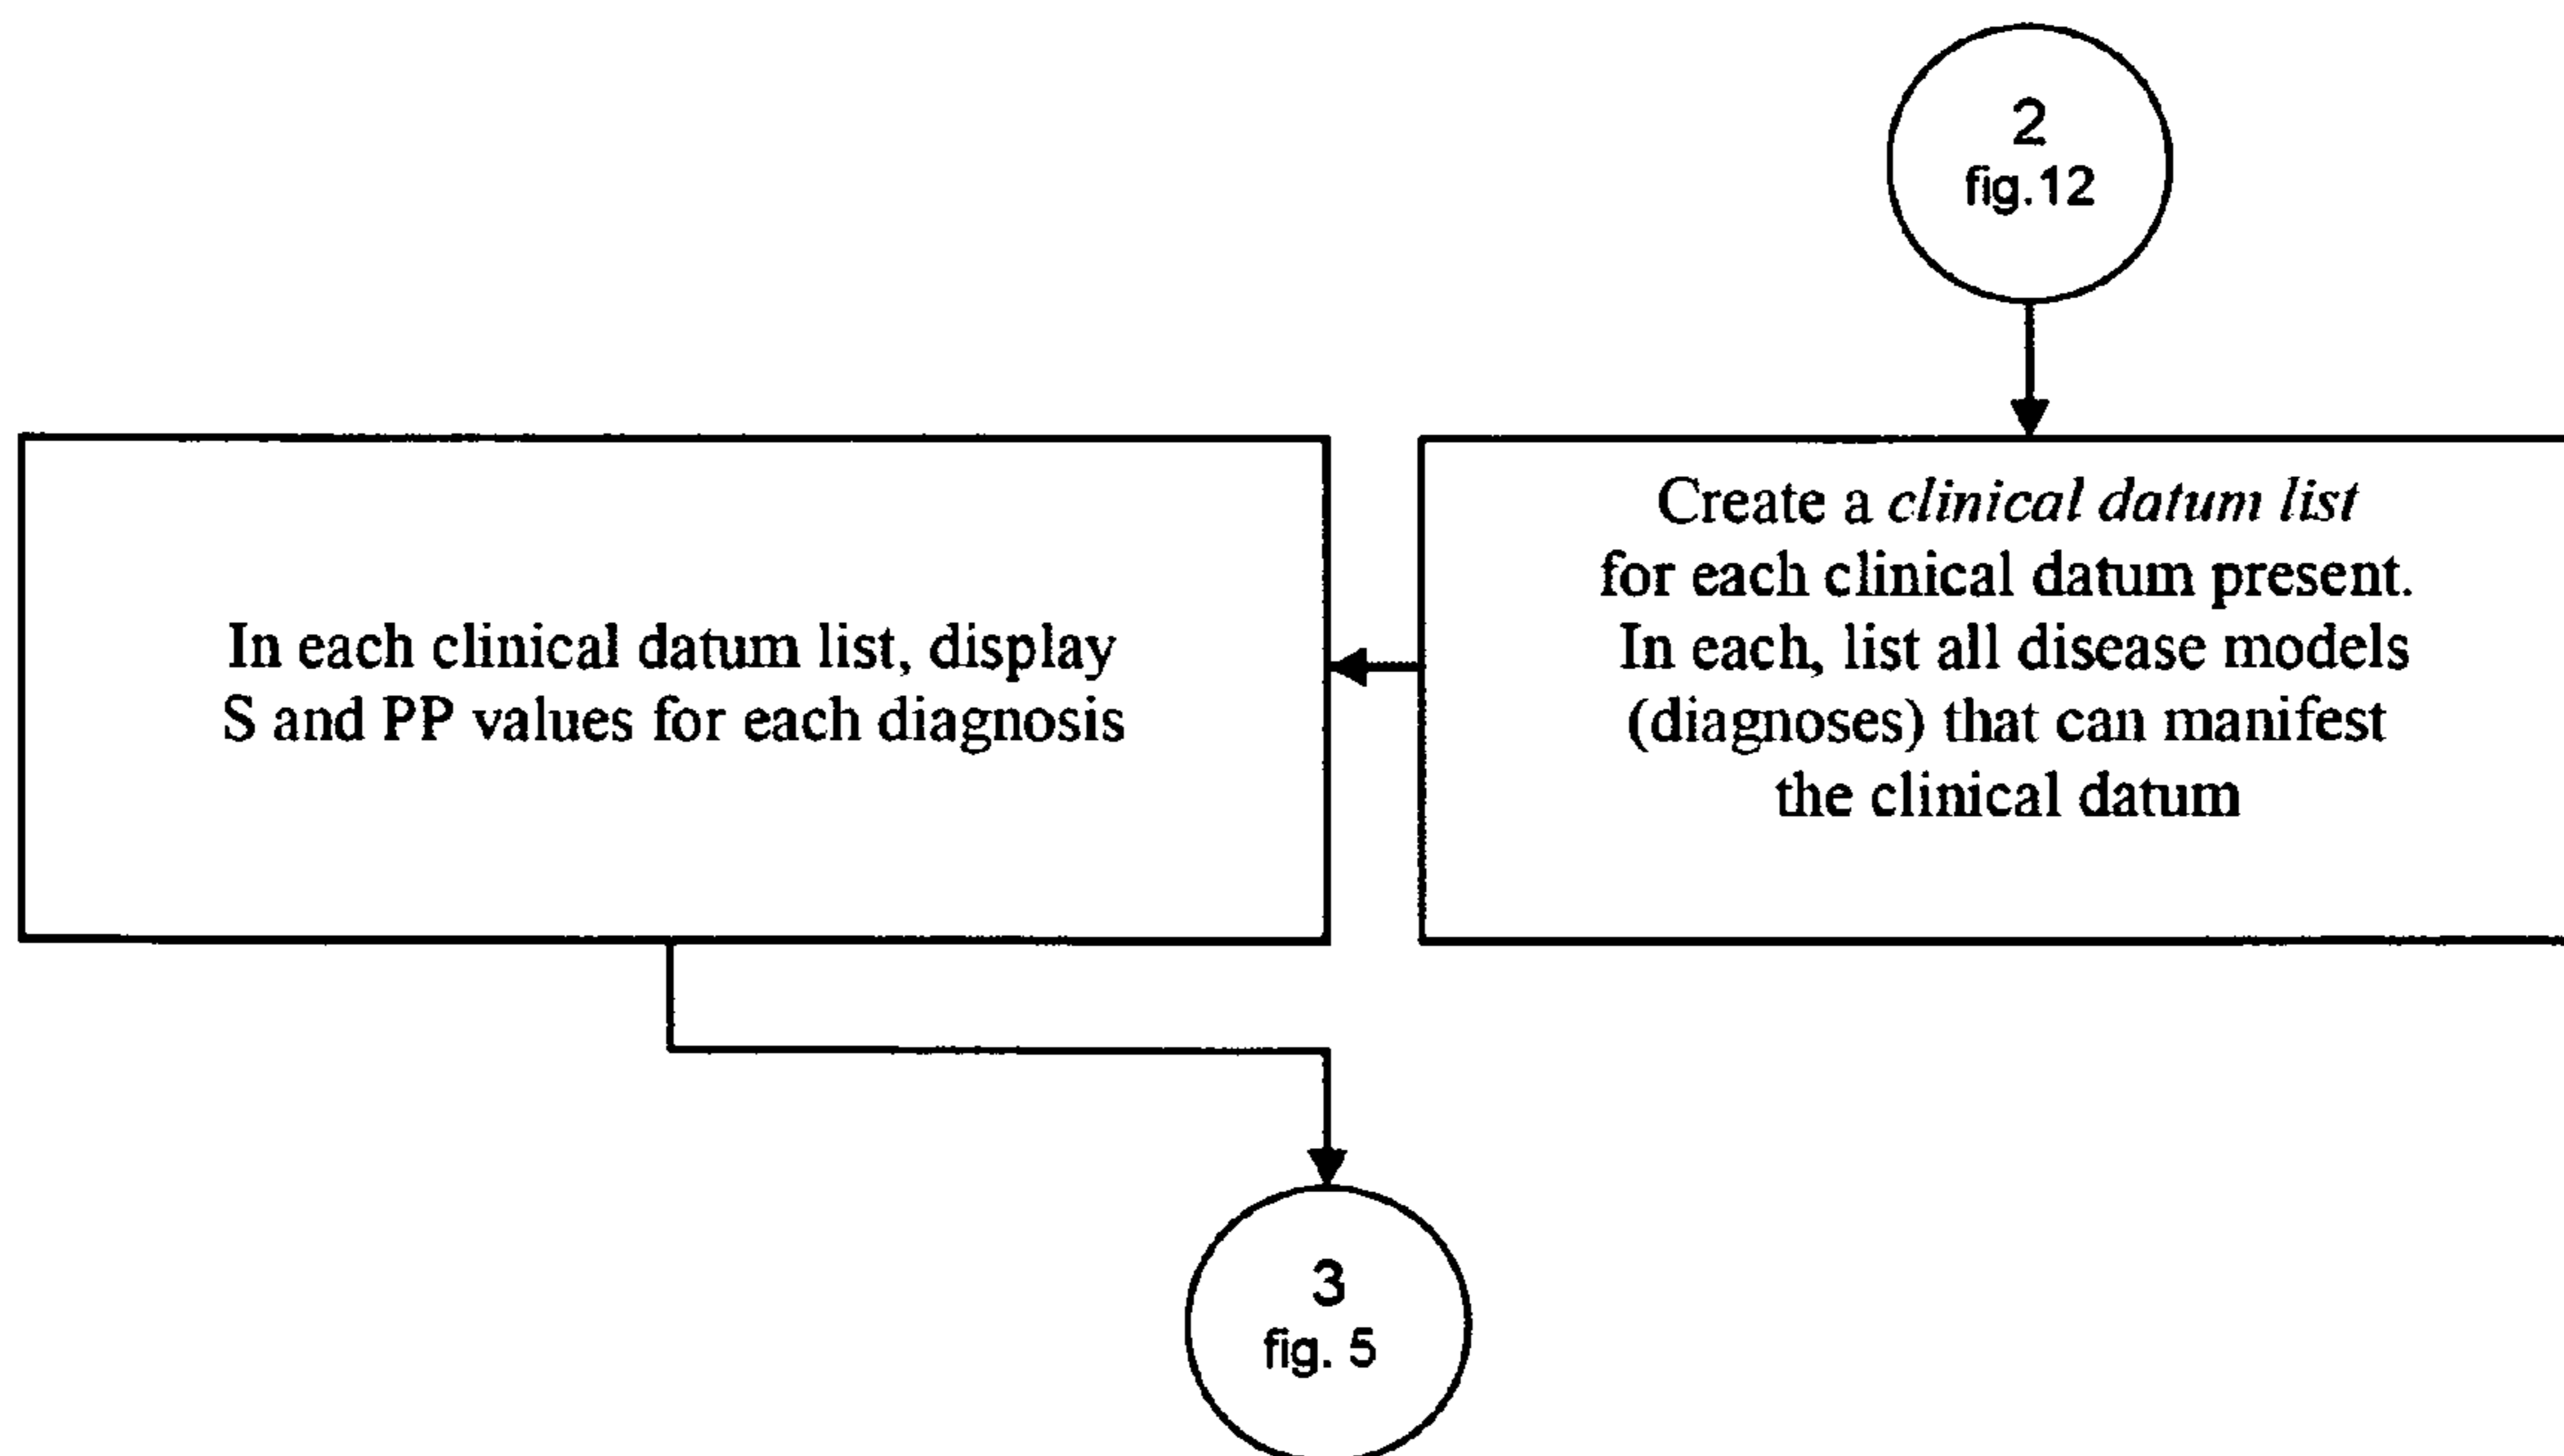 2
fig.12
Create a clinical datum list
for each clinical datum present.
In each, list all disease models
(diagnoses) that can manifest
the clinical datum
In each clinical datum list, display
S and PP values for each diagnosis
3
fig. 5